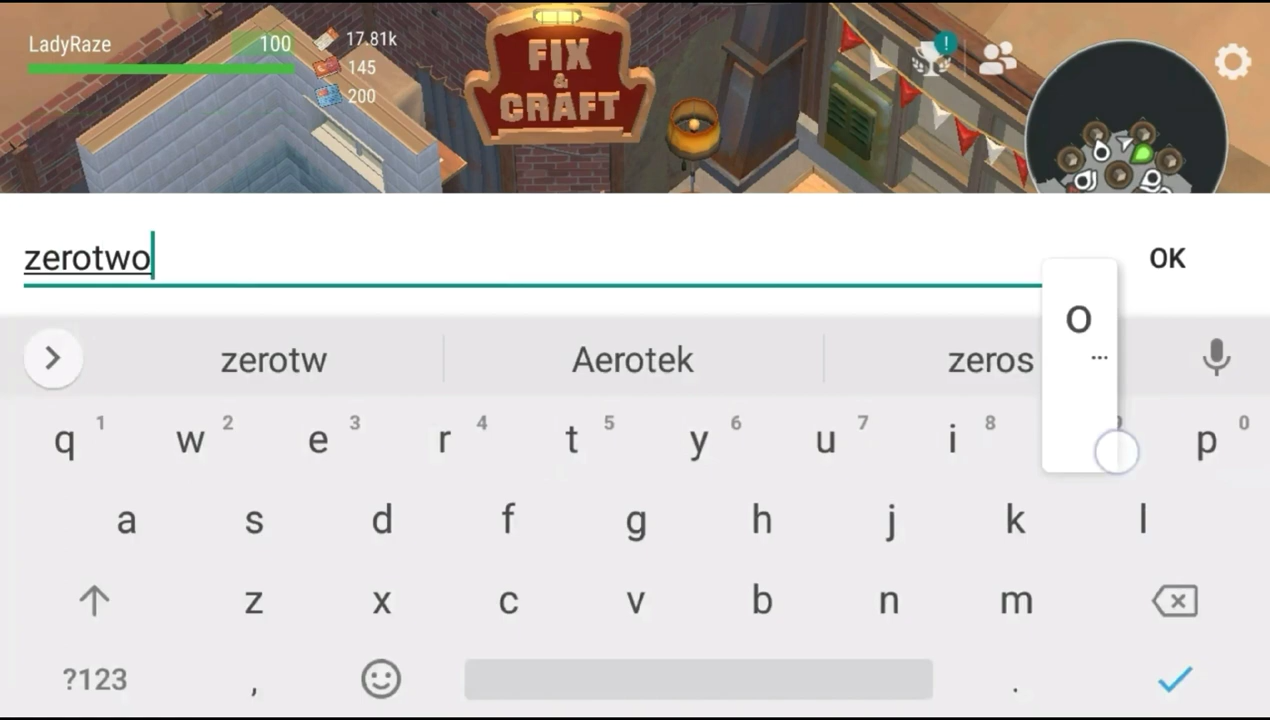 LadyRaze 100 17.81k
145
200
FIX
&
CRAFT
!
zerotwo OK
o
...
zerotw Aerotek zeros
q 1 w 2 e 3 r 4 t 5 y 6 u 7 i 8 p 0
a s d f g h j k l
z x c v b n m
?123 , .